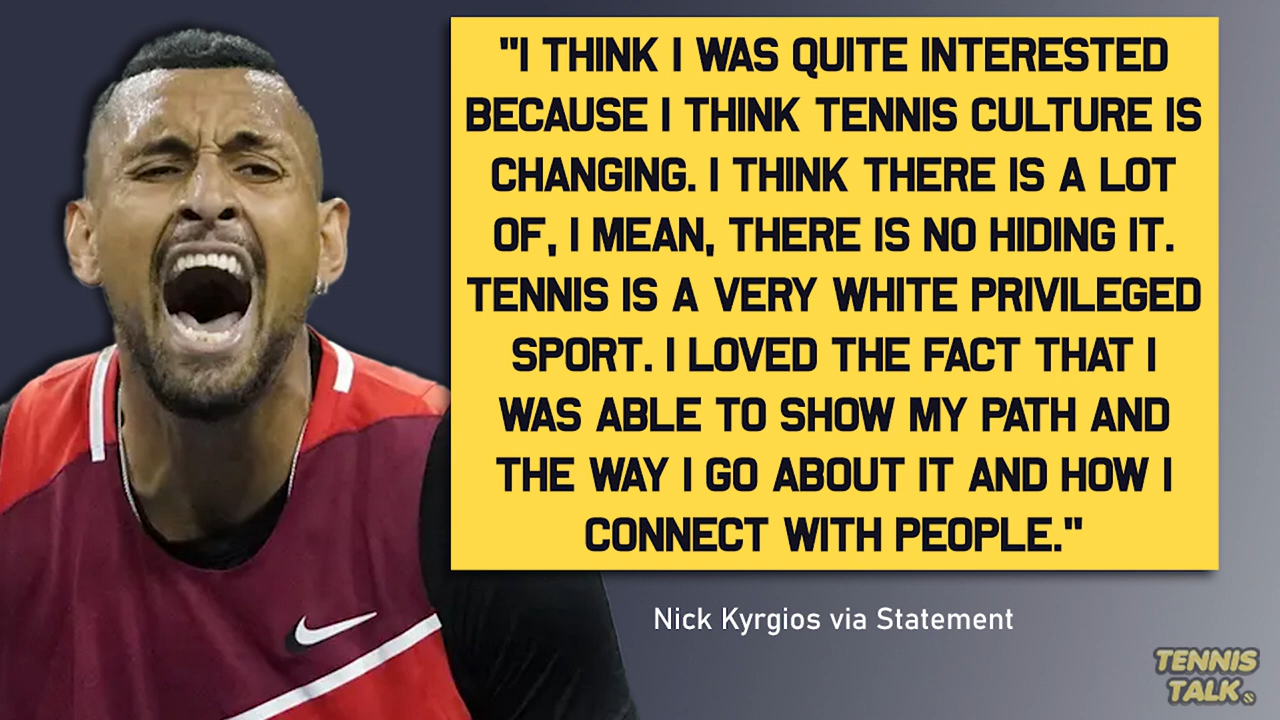 "I THINK I WAS QUITE INTERESTED
BECAUSE I THINK TENNIS CULTURE IS
CHANGING. I THINK THERE IS A LOT
OF, I MEAN, THERE IS NO HIDING IT.
TENNIS IS A VERY WHITE PRIVILEGED
SPORT. I LOVED THE FACT THAT I
WAS ABLE TO SHOW MY PATH AND
THE WAY I GO ABOUT IT AND HOW I
CONNECT WITH PEOPLE."
Nick Kyrgios via Statement
TENNIS
TALK